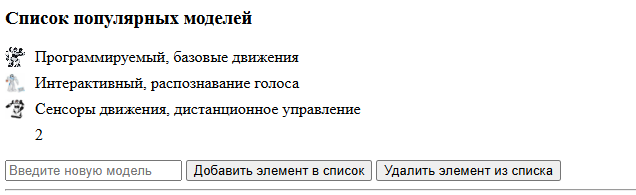 Список популярных моделей
Программируемый, базовые движения
Интерактивный, распознавание голоса
Сенсоры движения, дистанционное управление
2
Введите новую модель Добавить элемент в список Удалить элемент из списка